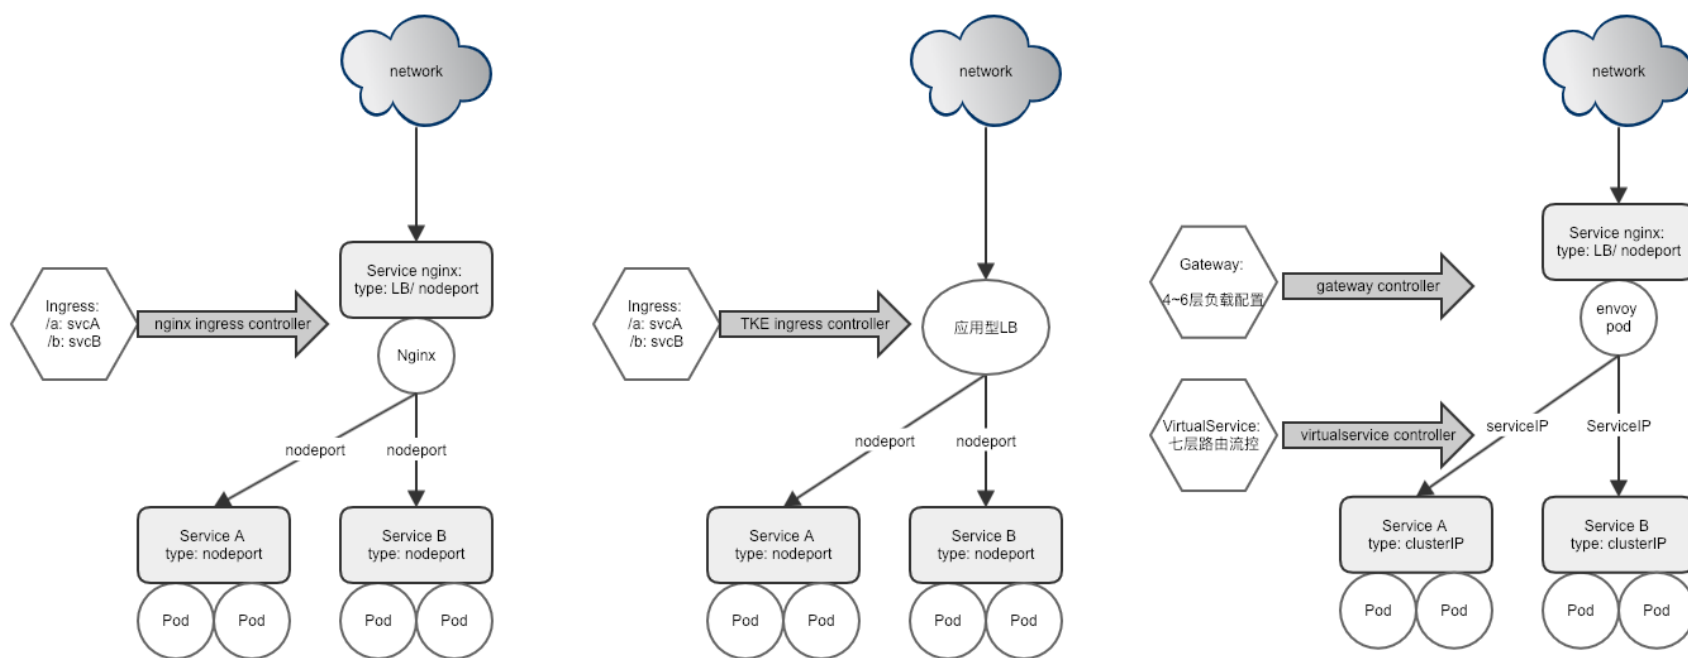 network
Service nginx:
type: LB/ nodeport
Ingress:
/a: svcA
/b: svcB
nginx ingress controller
Nginx
nodeport
nodeport
Service A
type: nodeport
Service B
type: nodeport
Pod
Pod
Pod
Pod
network
Ingress:
/a: svcA
/b: svcB
TKE ingress controller
应用型LB
nodeport
nodeport
Service A
type: nodeport
Service B
type: nodeport
Pod
Pod
Pod
Pod
network
Service nginx:
type: LB/ nodeport
Gateway:
4~6层负载配置
gateway controller
envoy
pod
VirtualService:
七层路由流控
virtualservice controller
serviceIP
ServiceIP
Service A
type: clusterIP
Service B
type: clusterIP
Pod
Pod
Pod
Pod